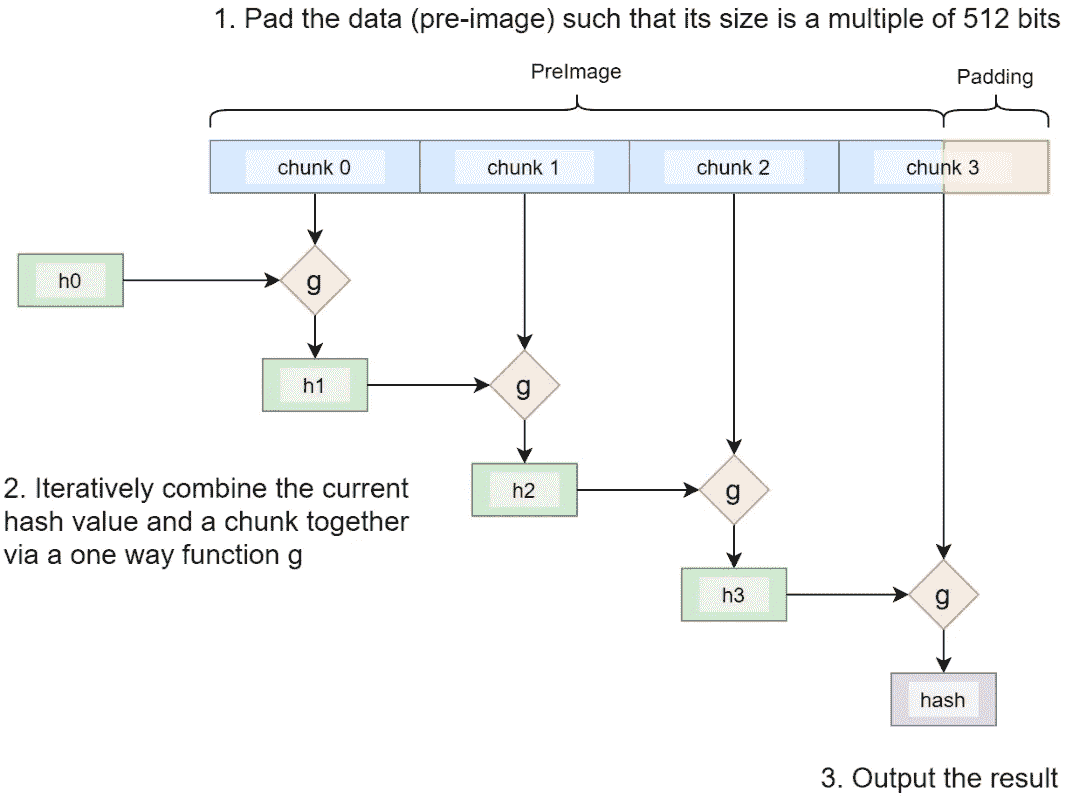 1. Pad the data (pre-image) such that its size is a multiple of 512 bits
PreImage
Padding
chunk 0
chunk 1
chunk 2
chunk 3
h0
g
h1
g
2. Iteratively combine the current
hash value and a chunk together
via a one way function g
h2
g
h3
g
hash
3. Output the result